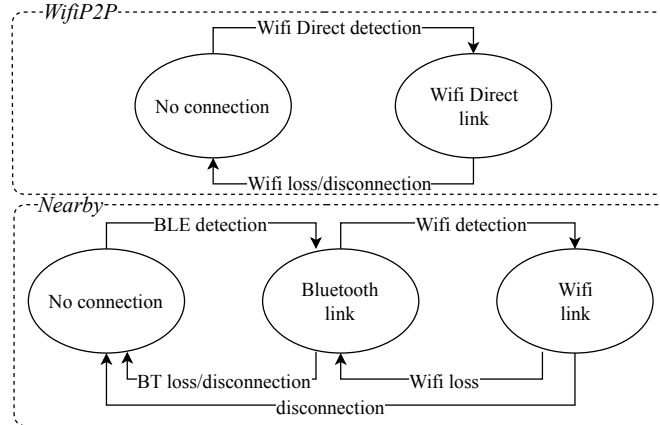 WifiP2P
Wifi Direct detection
No connection
Wifi Direct
link
Wifi loss/disconnection
Nearby
BLE detection
Wifi detection
No connection
Bluetooth
link
Wifi
link
BT loss/disconnection
Wifi loss
disconnection